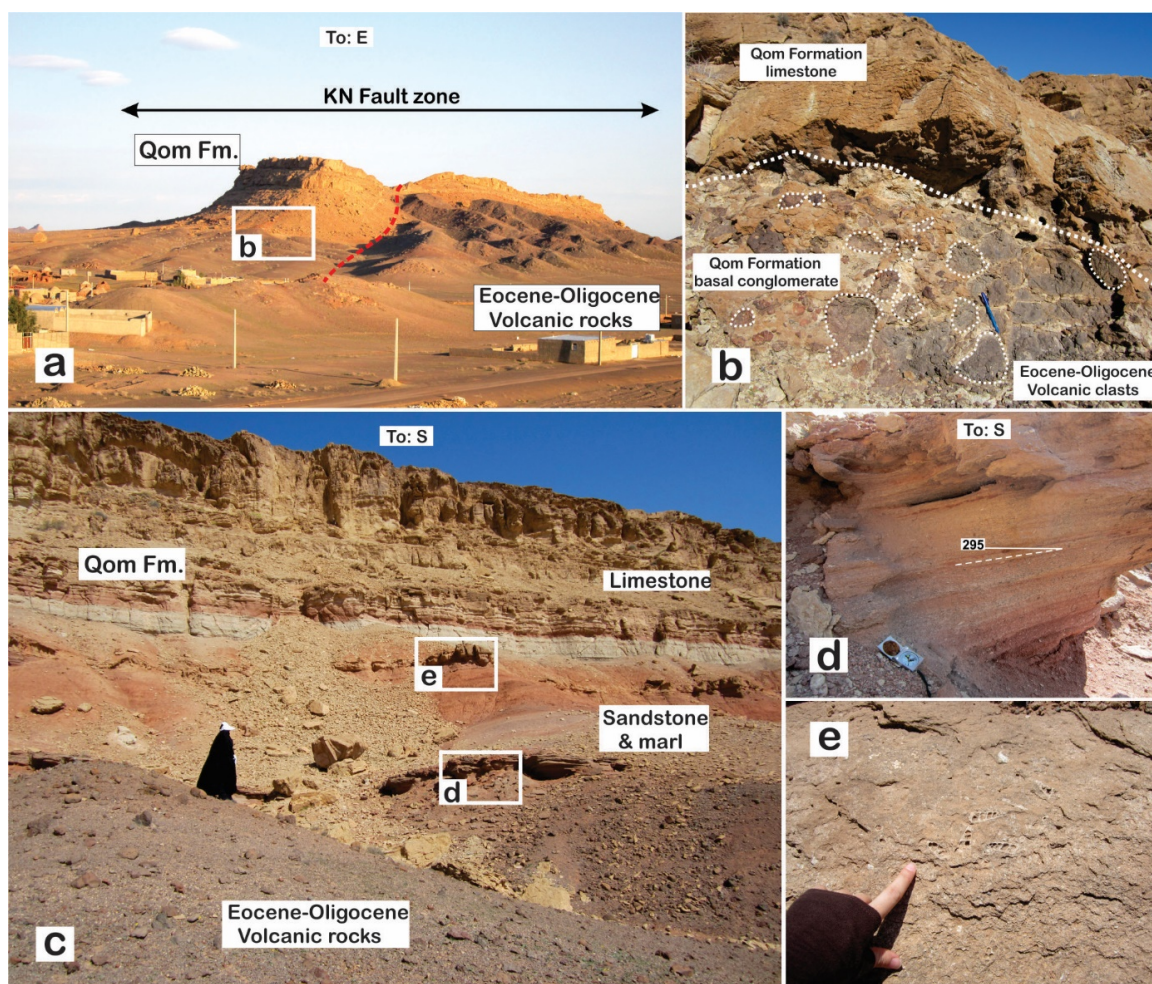 To: E
KN Fault zone
Qom Fm.
b
Eocene-Oligocene
Volcanic rocks
a
Qom Formation
limestone
Qom Formation
basal conglomerate
b
Eocene-Oligocene
Volcanic clasts
To: S
Qom Fm.
Limestone
e
Sandstone
& marl
d
Eocene-Oligocene
Volcanic rocks
c
To: S
295
d
e